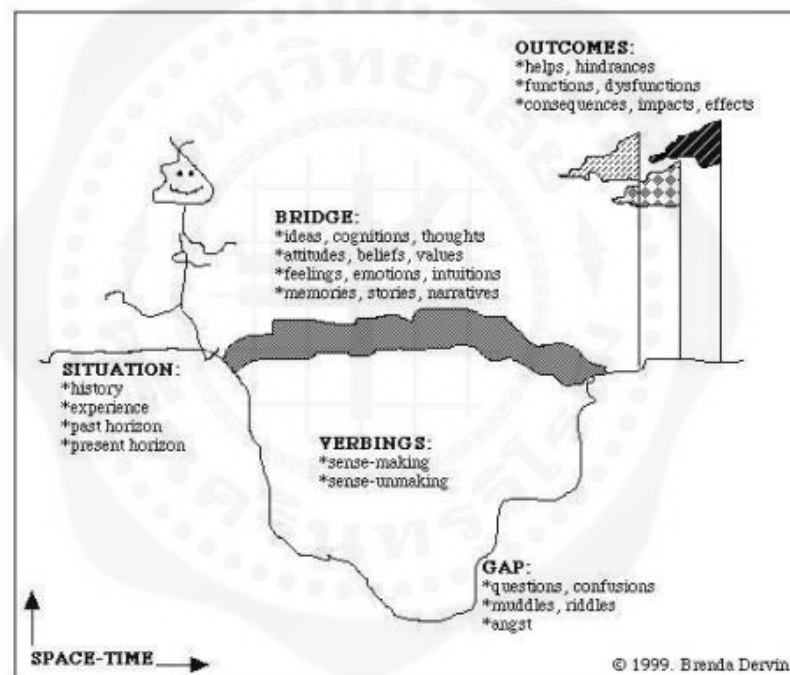 OUTCOMES:
*helps, hindrances
*functions, dysfunctions
*consequences, impacts, effects
BRIDGE:
*ideas, cognitions, thoughts
*attitudes, beliefs, values
*feelings, emotions, intuitions
*memories, stories, narratives
SITUATION:
*history
*experience
*past horizon
*present horizon
VERBINGS:
*sense-making
*sense-unmaking
GAP:
*questions, confusions
*muddles, riddles
*angst
SPACE-TIME
© 1999. Brenda Dervin